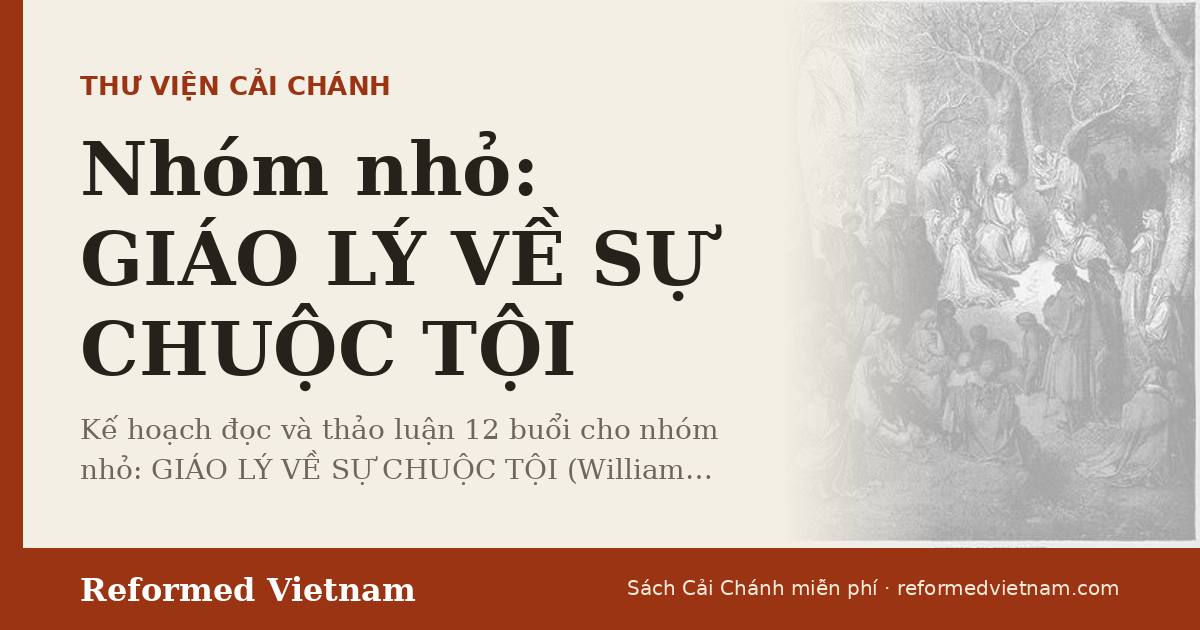 THƯ VIỆN CẢI CHÁNH
Nhóm nhỏ:
GIÁO LÝ VỀ SỰ
CHUỘC TỘI
Kế hoạch đọc và thảo luận 12 buổi cho nhóm
nhỏ: GIÁO LÝ VỀ SỰ CHUỘC TỘI (William…
Reformed Vietnam
Sách Cải Chánh miễn phí · reformedvietnam.com